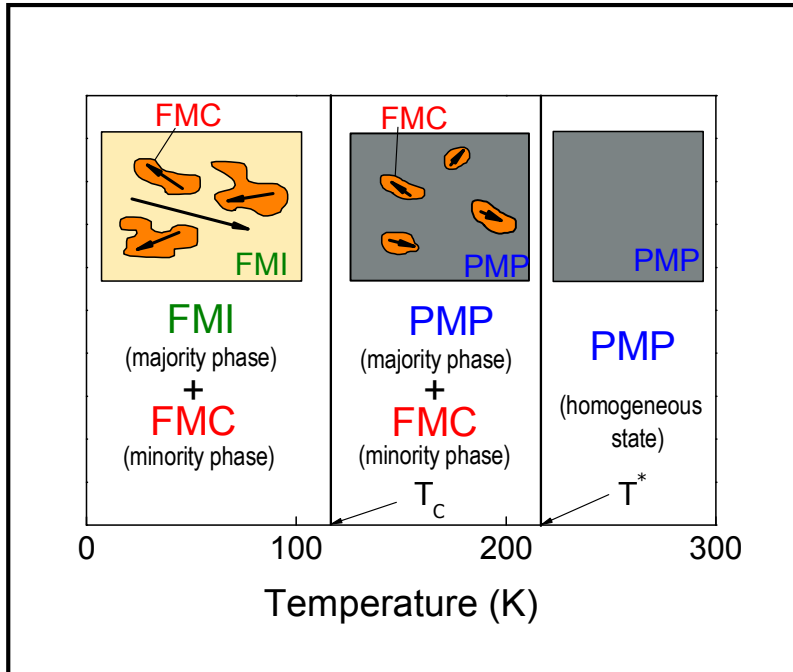 FMC
FMI
FMI
(majority phase)
+
FMC
(minority phase)
FMC
PMP
PMP
(majority phase)
+
FMC
(minority phase)
T_C
PMP
PMP
(homogeneous
state)
T*
0
100
200
300
Temperature (K)